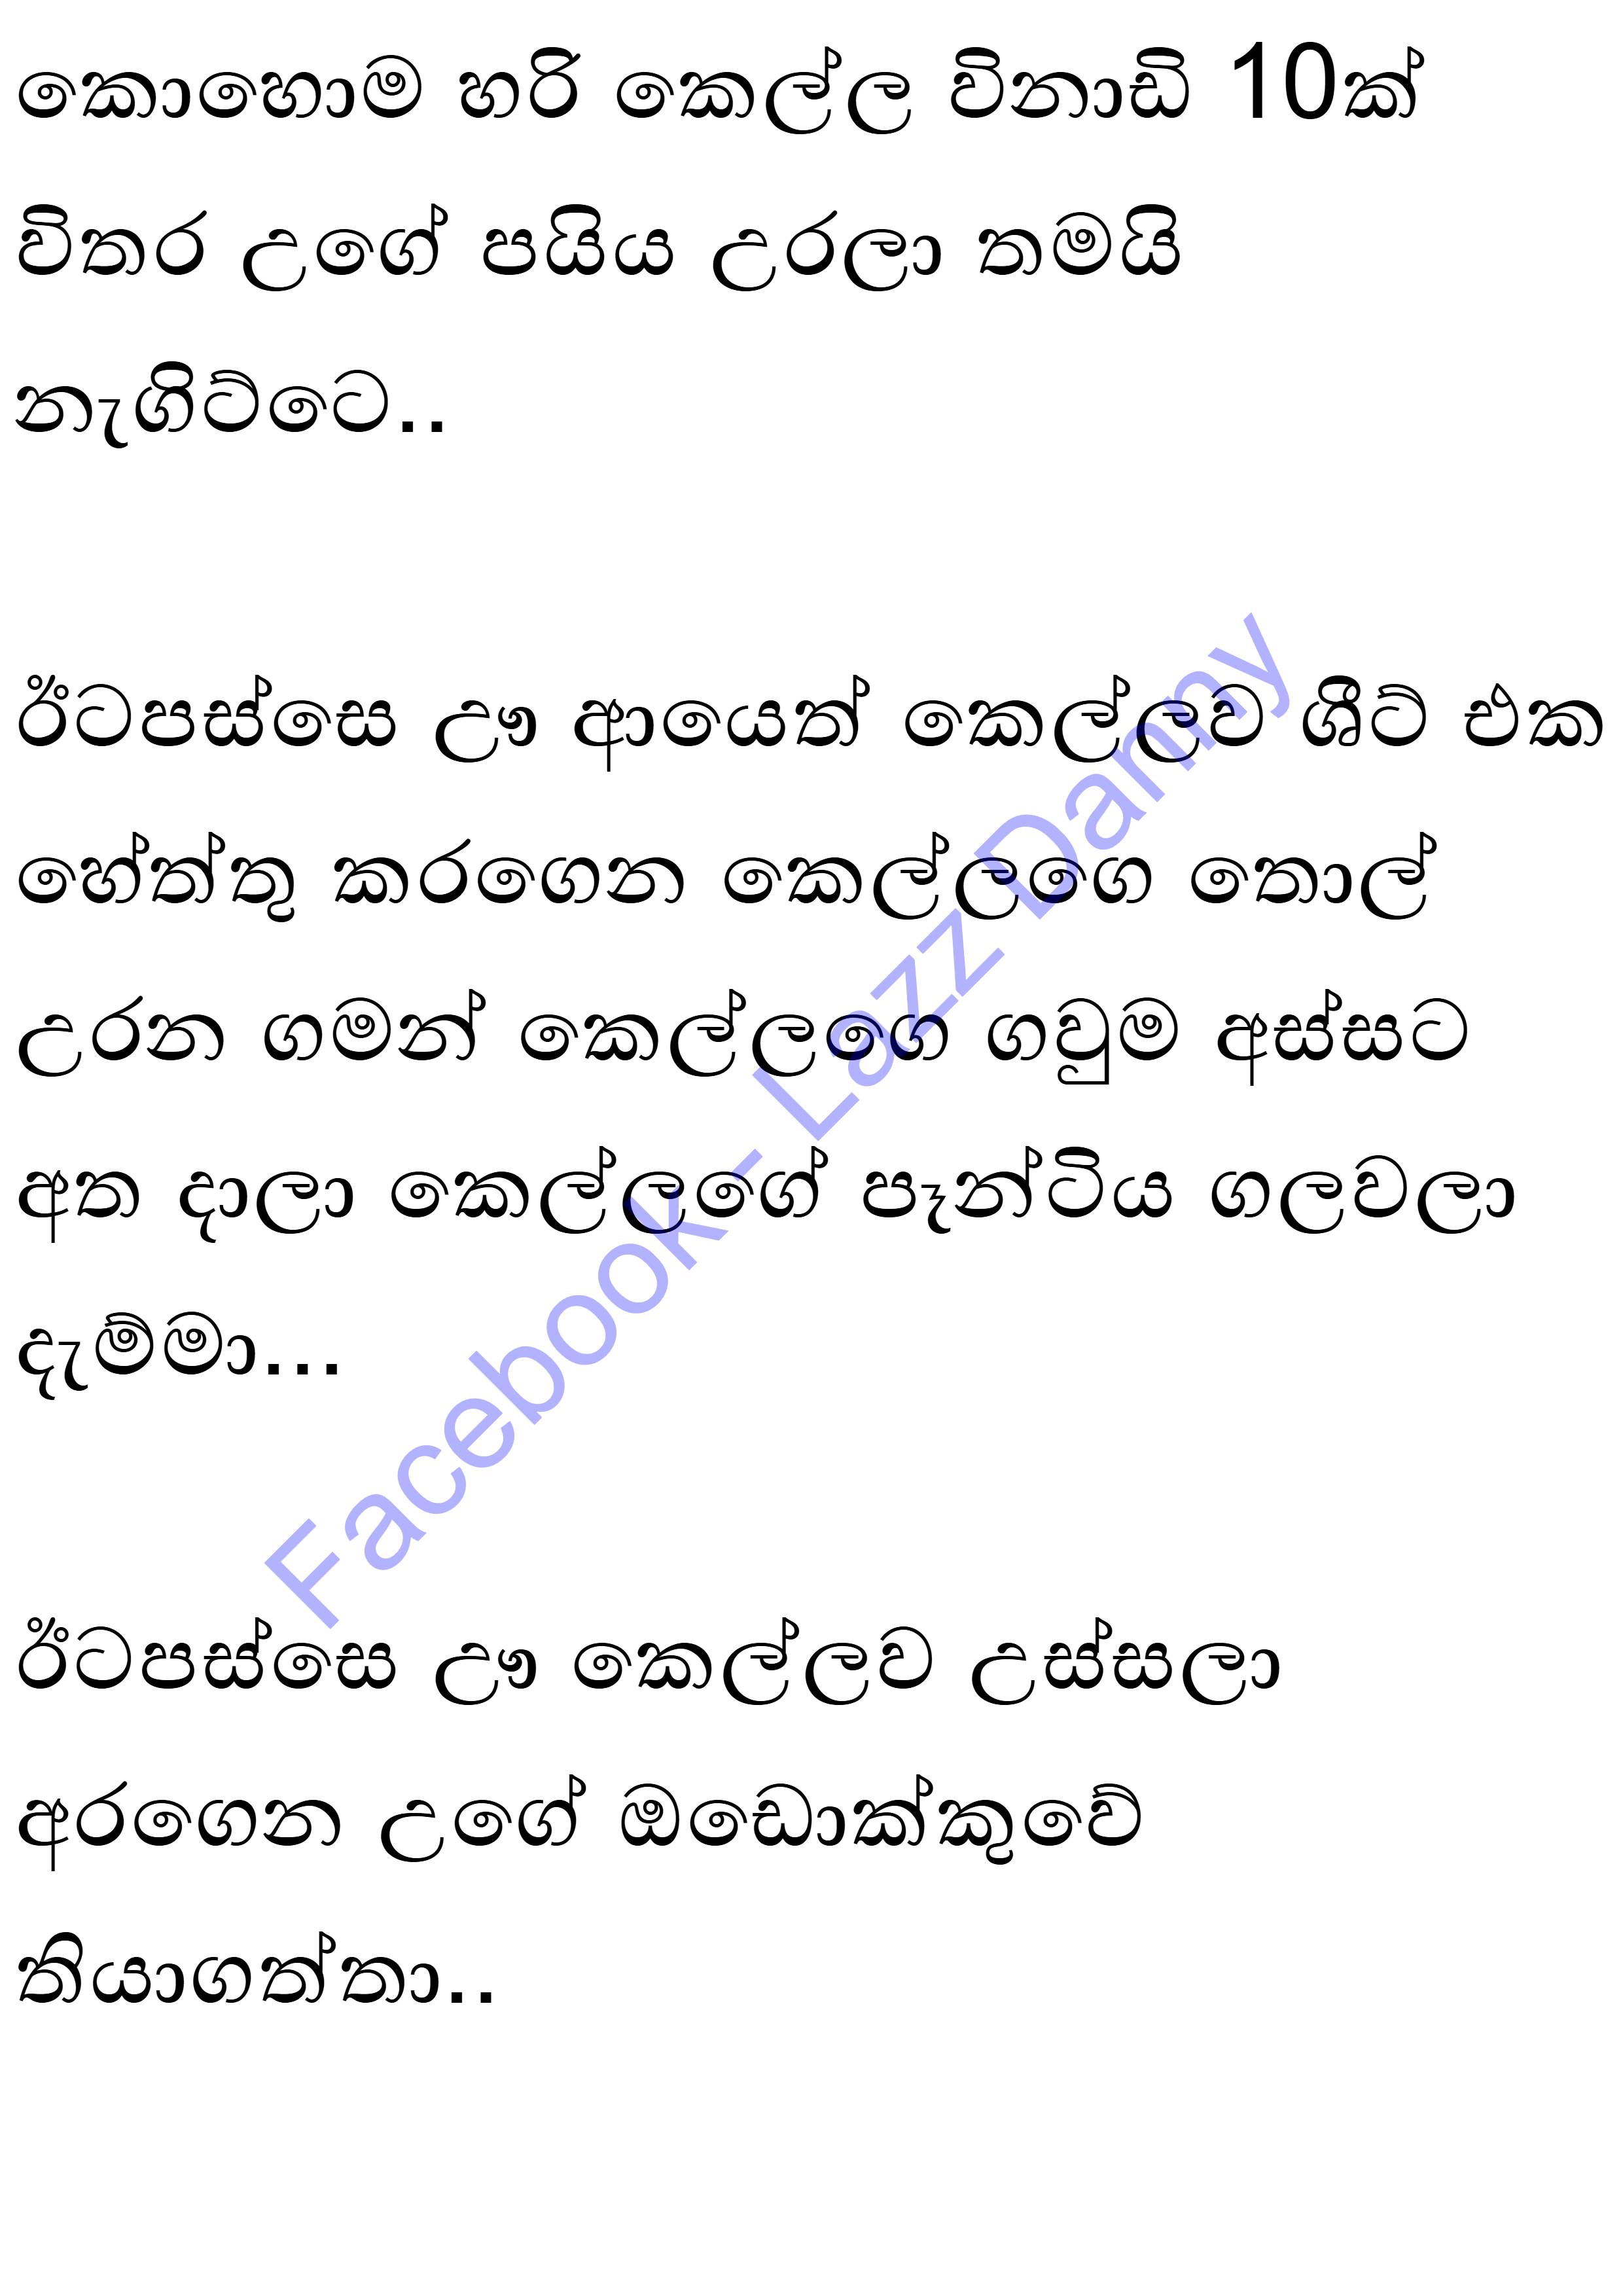 කොහොම හරි කෙල්ල විනාඩි 10ක්
විතර උගේ පයිය උරලා තමයි
නැගිට්ටෙ..
ඊටපස්සෙ ඌ ආයෙත් කෙල්ලව ශීට් එක
හේත්තු කරගෙන කෙල්ලගෙ තොල්
උරන ගමන් කෙල්ලගෙ ගවුම අස්සට
අත දාලා කෙල්ලගේ පෑන්ටිය ගලවලා
දැම්මා...
ඊටපස්සෙ ඌ කෙල්ලව උස්සලා
අරගෙන උගේ ඔඩොක්කුවේ
තියාගත්තා..
Facebook - Lazz Danny